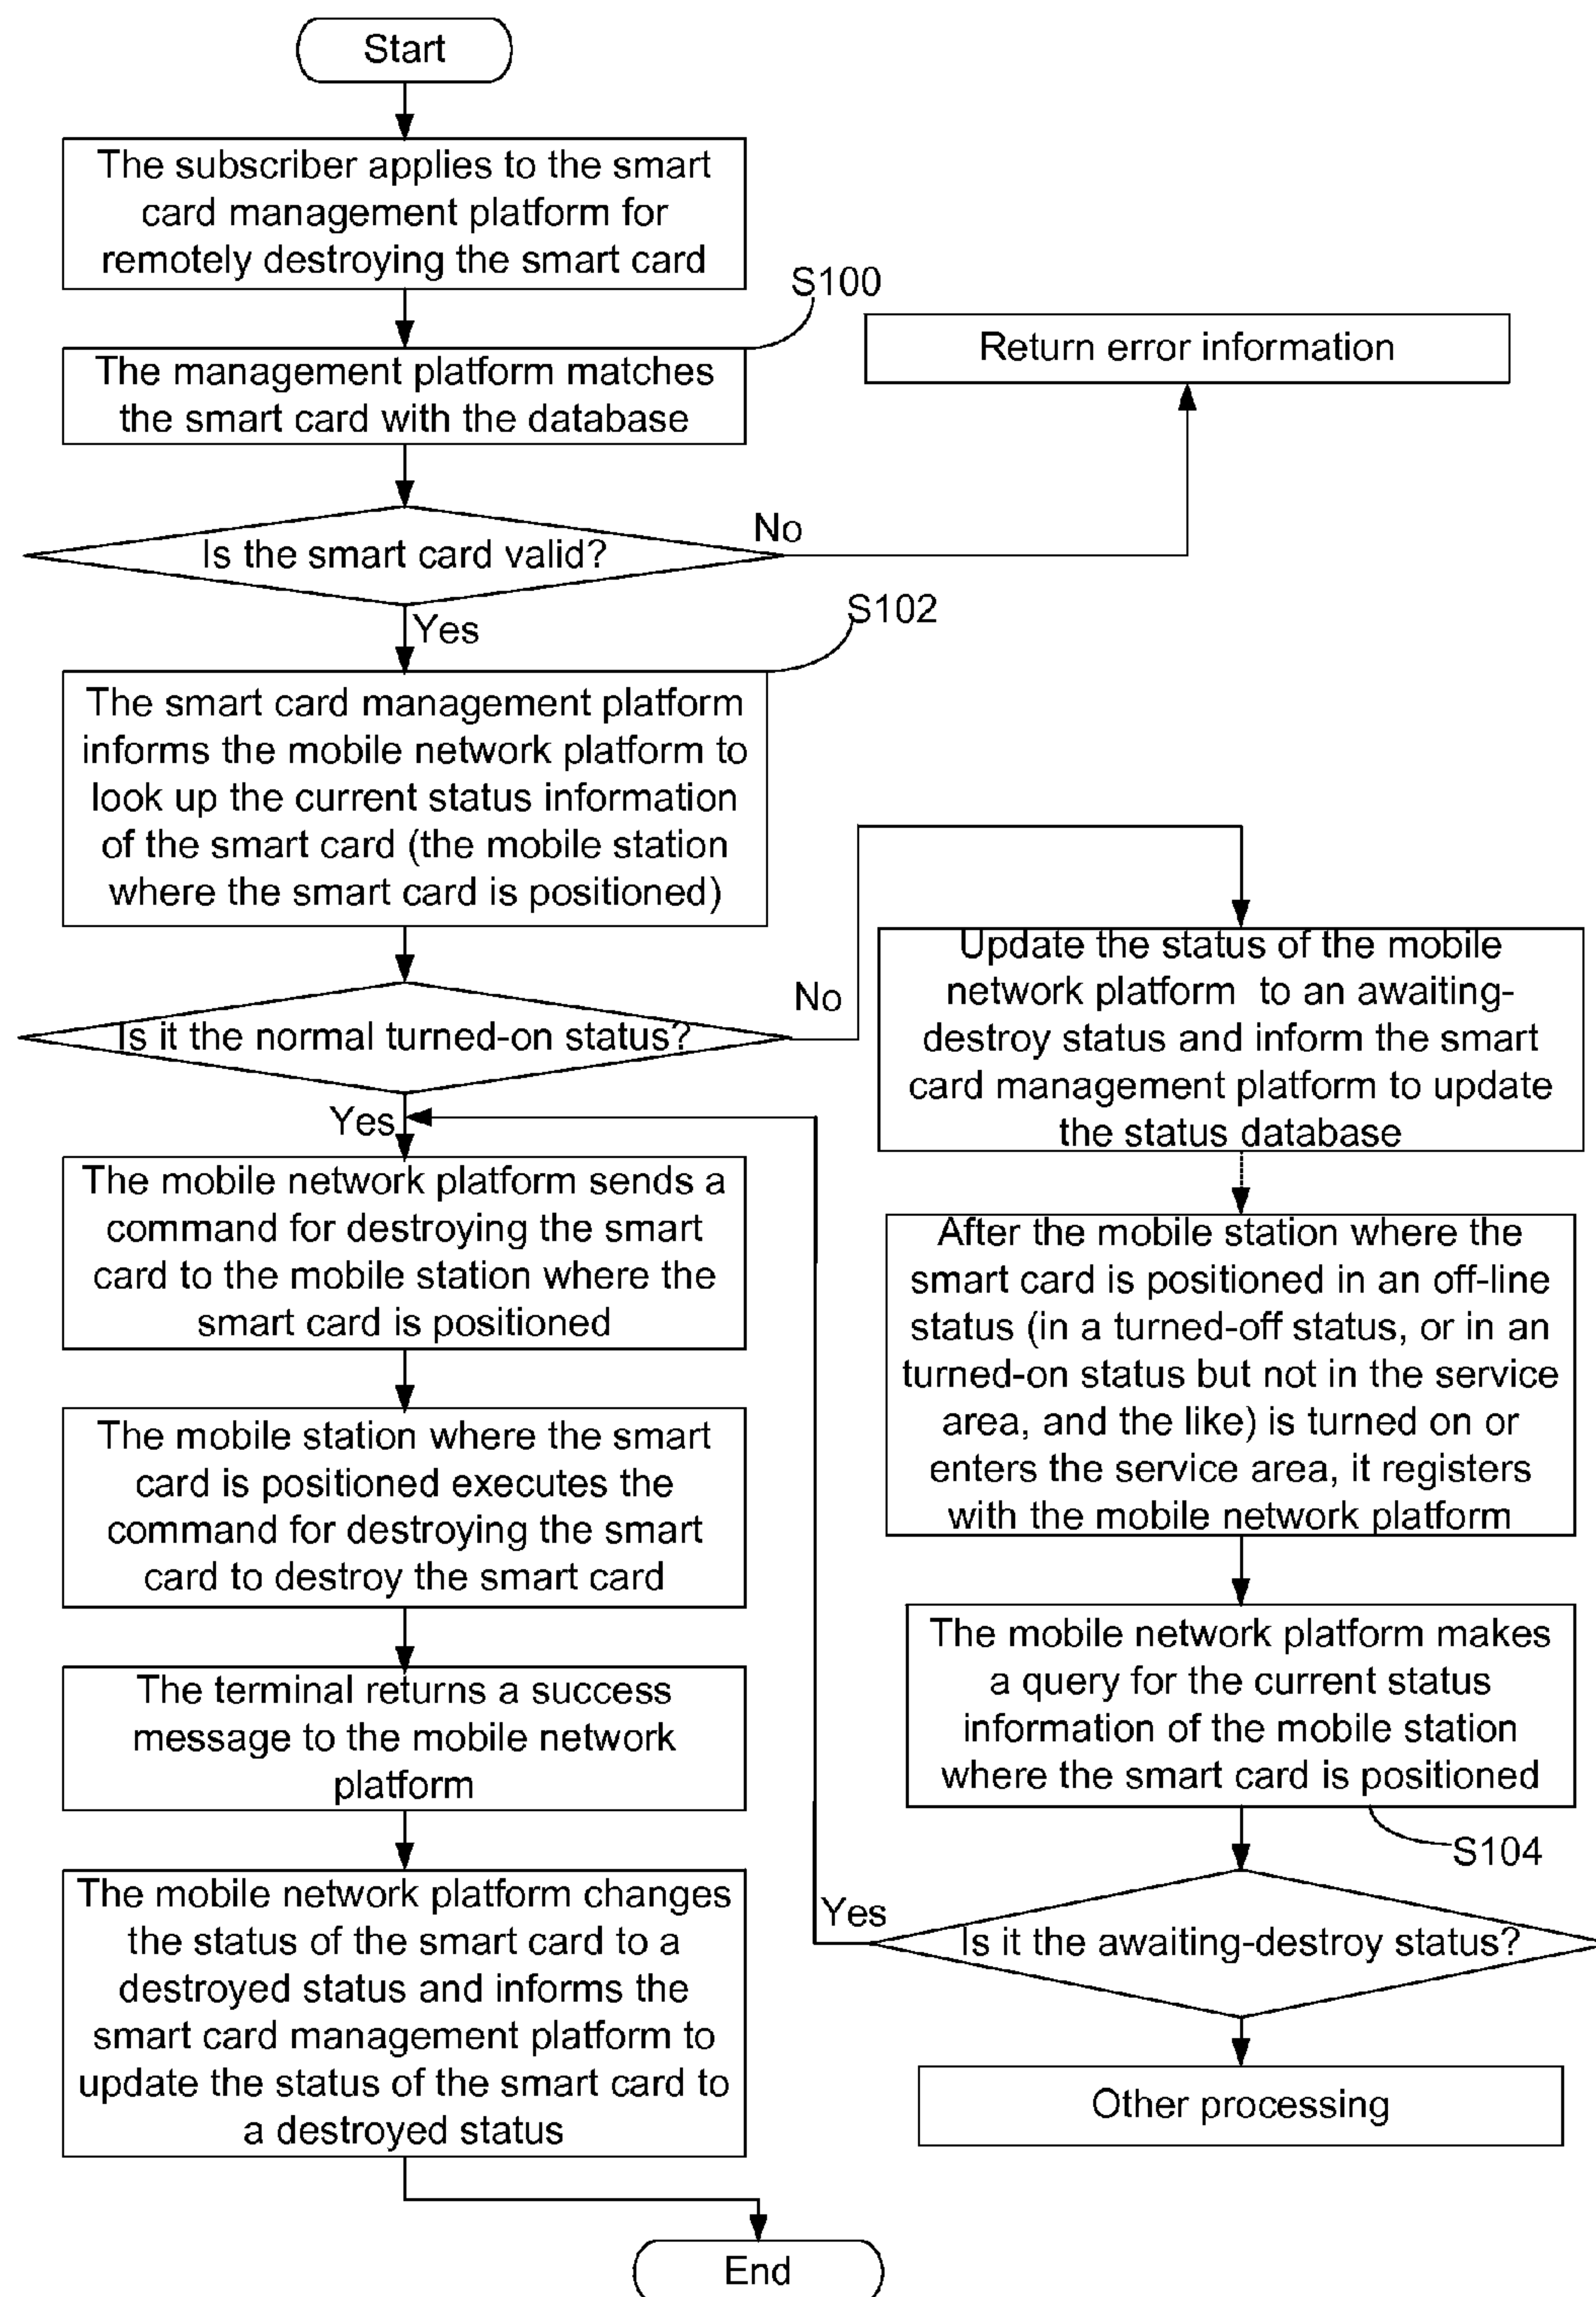 Start
The subscriber applies to the smart
card management platform for
remotely destroying the smart card
S100
The management platform matches
the smart card with the database
Return error information
Is the smart card valid?
No
Yes
S102
The smart card management platform
informs the mobile network platform to
look up the current status information
of the smart card (the mobile station
where the smart card is positioned)
Is it the normal turned-on status?
No
Yes
Update the status of the mobile
network platform to an awaiting-
destroy status and inform the smart
card management platform to update
the status database
The mobile network platform sends a
command for destroying the smart
card to the mobile station where the
smart card is positioned
After the mobile station where the
smart card is positioned in an off-line
status (in a turned-off status, or in an
turned-on status but not in the service
area, and the like) is turned on or
enters the service area, it registers
with the mobile network platform
The mobile station where the smart
card is positioned executes the
command for destroying the smart
card to destroy the smart card
The mobile network platform makes
a query for the current status
information of the mobile station
where the smart card is positioned
S104
The terminal returns a success
message to the mobile network
platform
Is it the awaiting-destroy status?
Yes
The mobile network platform changes
the status of the smart card to a
destroyed status and informs the
smart card management platform to
update the status of the smart card to
a destroyed status
Other processing
End